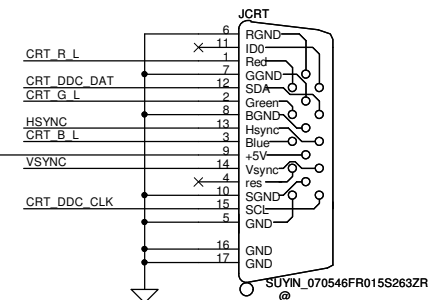 JCRT
6 RGND
11 ID0
CRT_R_L 1 Red
7 GGND
CRT_DDC_DAT 12 SDA
CRT_G_L 2 Green
8 BGND
HSYNC 13 Hsync
CRT_B_L 3 Blue
9 +5V
VSYNC 14 Vsync
4 res
10 SGND
CRT_DDC_CLK 15 SCL
5 GND
16 GND
17 GND
SUYIN_070546FR015S263ZR
@